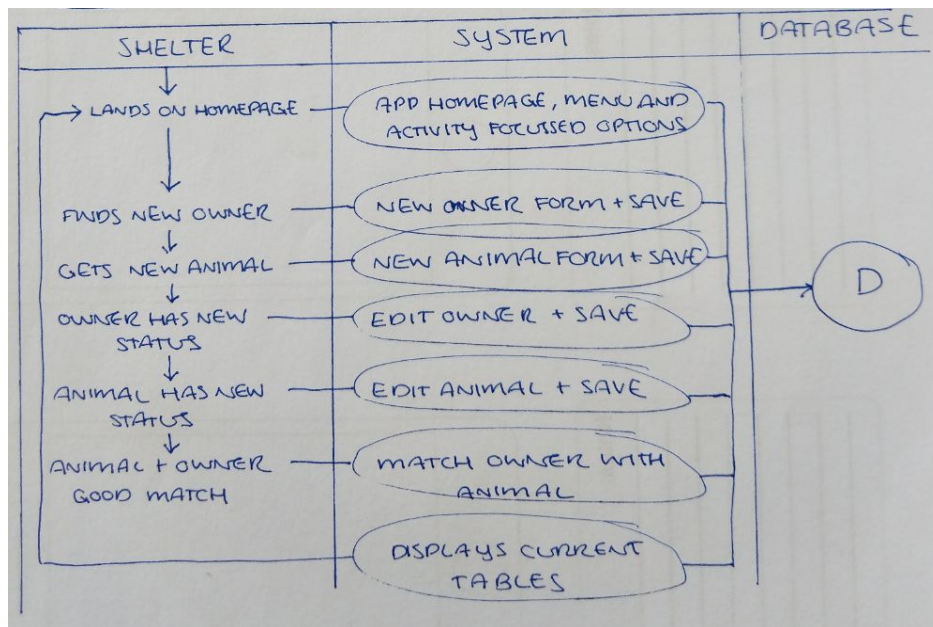 SHELTER
SYSTEM
DATABASE
LANDS ON HOMEPAGE
APP HOMEPAGE, MENU AND
ACTIVITY FOCUSSED OPTIONS
FINDS NEW OWNER
NEW OWNER FORM + SAVE
GETS NEW ANIMAL
NEW ANIMAL FORM + SAVE
D
OWNER HAS NEW
STATUS
EDIT OWNER + SAVE
ANIMAL HAS NEW
STATUS
EDIT ANIMAL + SAVE
ANIMAL + OWNER
GOOD MATCH
MATCH OWNER WITH
ANIMAL
DISPLAYS CURRENT
TABLES